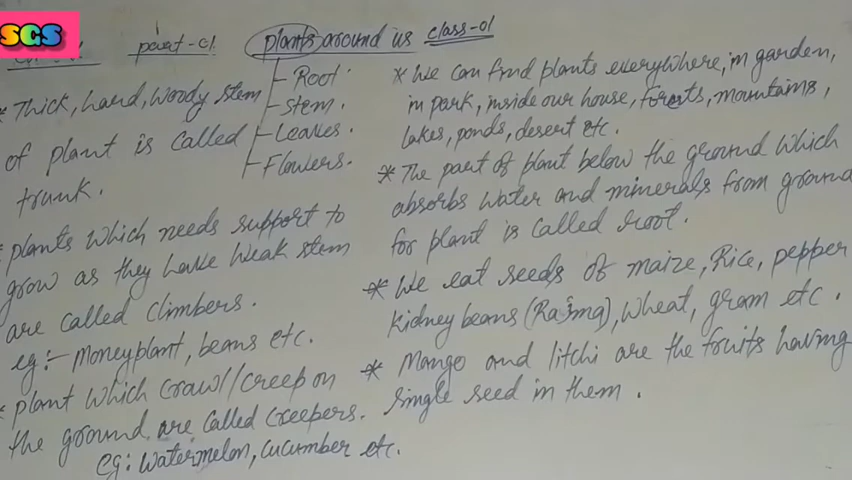 SCS
part-01
plants around us class-01
Root
Stem.
Leaves.
Flowers.
* Thick, hard, woody stem
of plant is called
trunk.
* plants which needs support to
grow as they have weak stem
are called climbers.
eg:- Moneyplant, beans etc.
* plant which crawl/creep on
the ground are called creepers.
eg: watermelon, cucumber etc.
* We can find plants everywhere, in garden,
in park, inside our house, forests, mountains,
lakes, ponds, desert etc.
* The part of plant below the ground which
absorbs water and minerals from ground
for plant is called root.
* We eat seeds of maize, Rice, pepper
kidney beans (Rajma), wheat, gram etc.
* Mango and litchi are the fruits having
single seed in them.